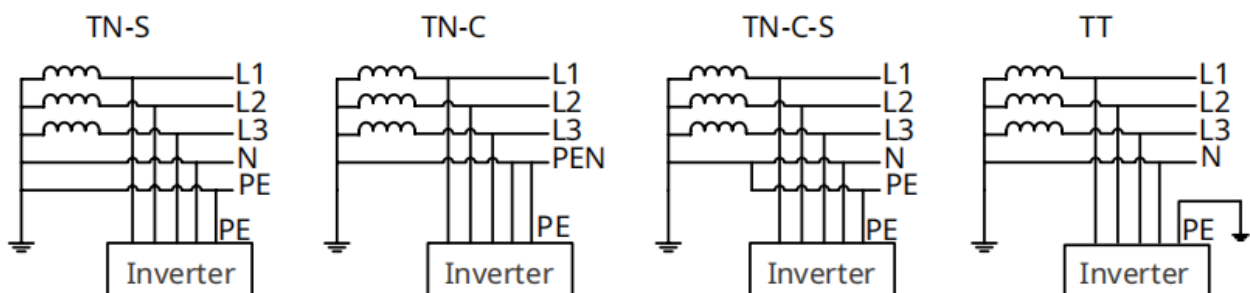 TN-S
TN-C
TN-C-S
TT
L1
L2
L3
N
PE
PE
Inverter
L1
L2
L3
PEN
PE
Inverter
L1
L2
L3
N
PE
PE
Inverter
L1
L2
L3
N
PE
Inverter